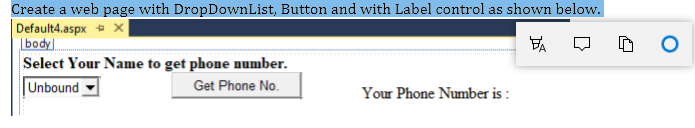 Create a web page with DropDownList, Button and with Label control as shown below.
Default4.aspx
body
Select Your Name to get phone number.
Unbound Get Phone No. Your Phone Number is :